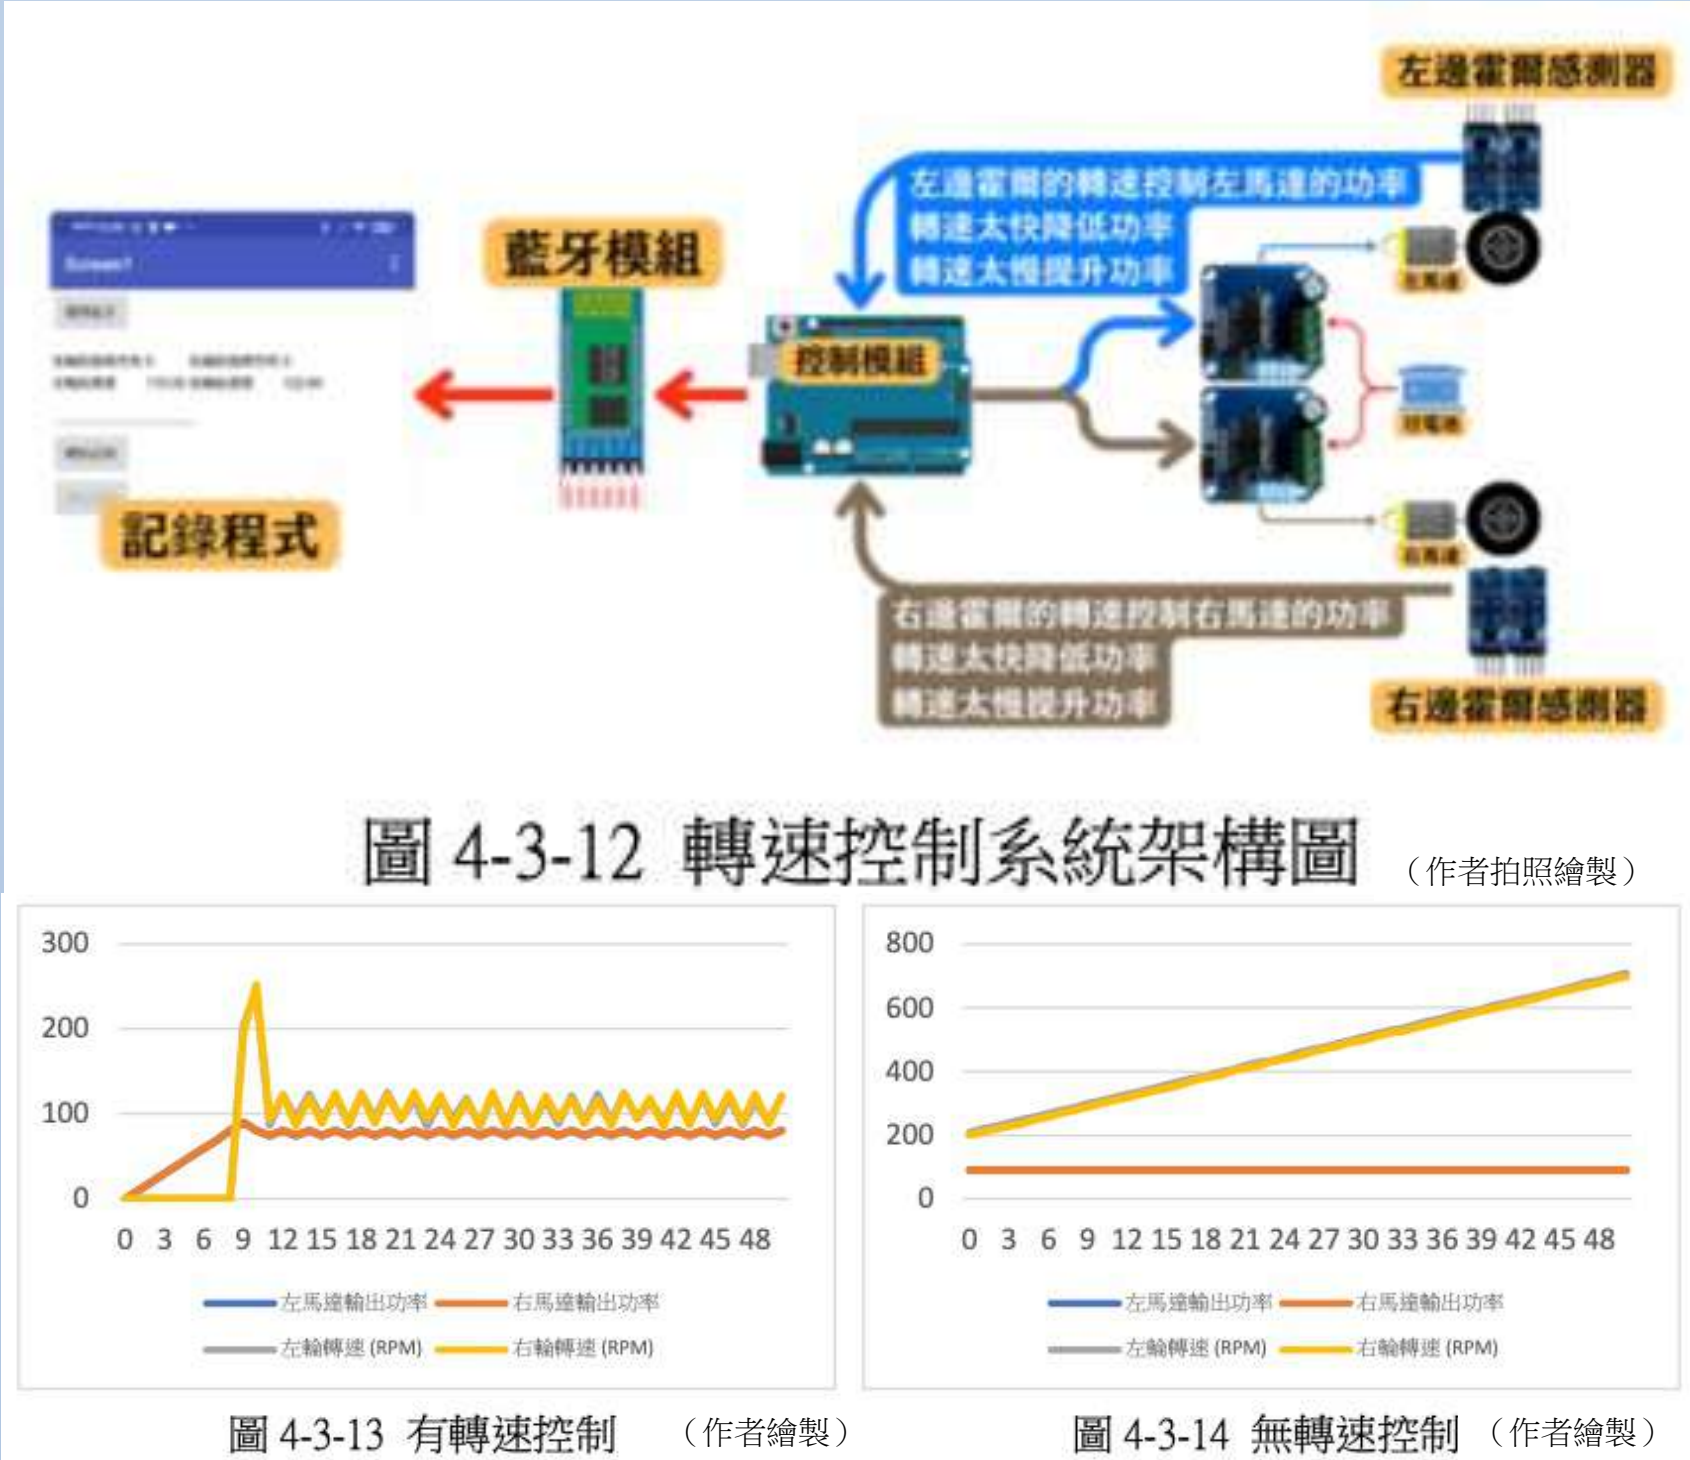 左邊霍爾感測器
左邊霍爾的轉速控制左馬達的功率
轉速太快降低功率
轉速太慢提升功率
藍牙模組
Screen1
控制模組
左馬達
右馬達
記錄程式
右邊霍爾的轉速控制右馬達的功率
轉速太快降低功率
轉速太慢提升功率
右邊霍爾感測器
圖 4-3-12 轉速控制系統架構圖 （作者拍照繪製）
300
200
100
0
0 3 6 9 12 15 18 21 24 27 30 33 36 39 42 45 48
左馬達輸出功率 右馬達輸出功率
左輪轉速 (RPM) 右輪轉速 (RPM)
圖 4-3-13 有轉速控制 （作者繪製）
800
600
400
200
0
0 3 6 9 12 15 18 21 24 27 30 33 36 39 42 45 48
左馬達輸出功率 右馬達輸出功率
左輪轉速 (RPM) 右輪轉速 (RPM)
圖 4-3-14 無轉速控制 （作者繪製）